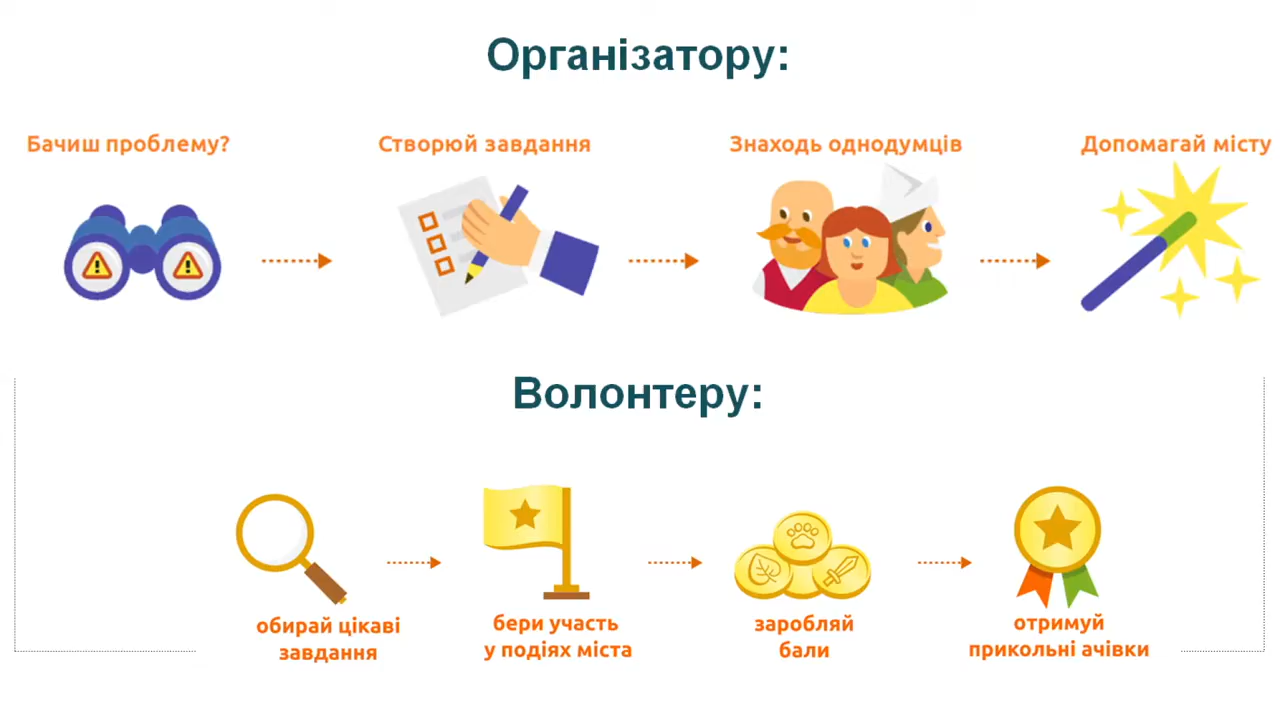 Організатору:
Бачиш проблему?
Створюй завдання
Знаходь однодумців
Допомагай місту
Волонтеру:
обирай цікаві
завдання
бери участь
у подіях міста
заробляй
бали
отримуй
прикольні ачівки